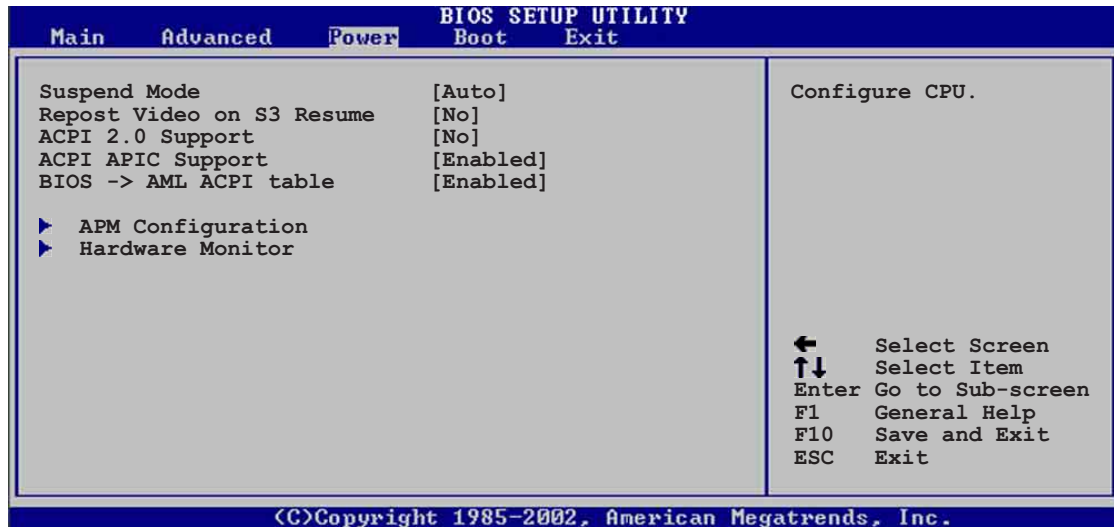 BIOS SETUP UTILITY
Main Advanced Power Boot Exit
Suspend Mode [Auto]
Repost Video on S3 Resume [No]
ACPI 2.0 Support [No]
ACPI APIC Support [Enabled]
BIOS -> AML ACPI table [Enabled]
APM Configuration
Hardware Monitor
Configure CPU.
← Select Screen
↑↓ Select Item
Enter Go to Sub-screen
F1 General Help
F10 Save and Exit
ESC Exit
(C)Copyright 1985-2002, American Megatrends, Inc.